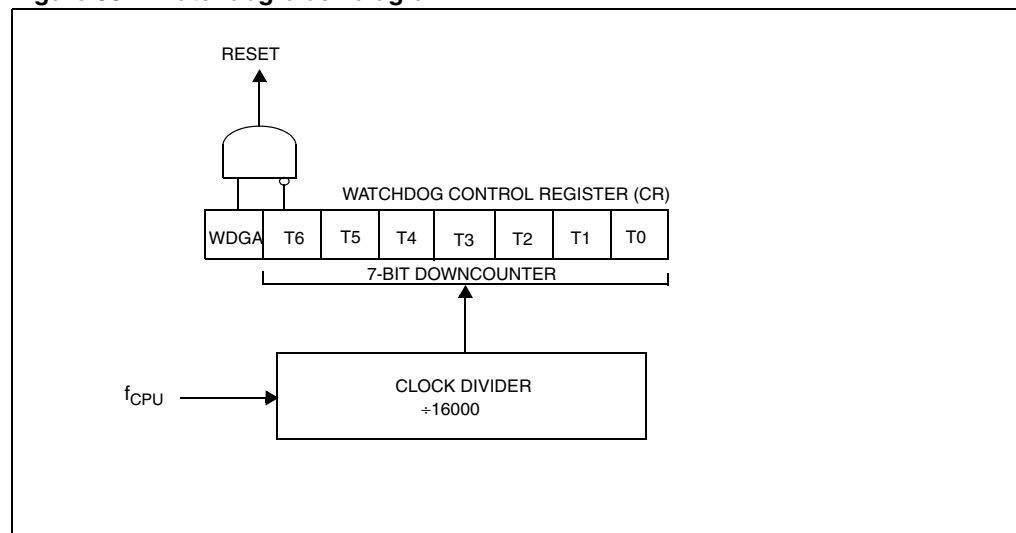 RESET
WATCHDOG CONTROL REGISTER (CR)
WDGA T6 T5 T4 T3 T2 T1 T0
7-BIT DOWNCOUNTER
fCPU
CLOCK DIVIDER
÷16000